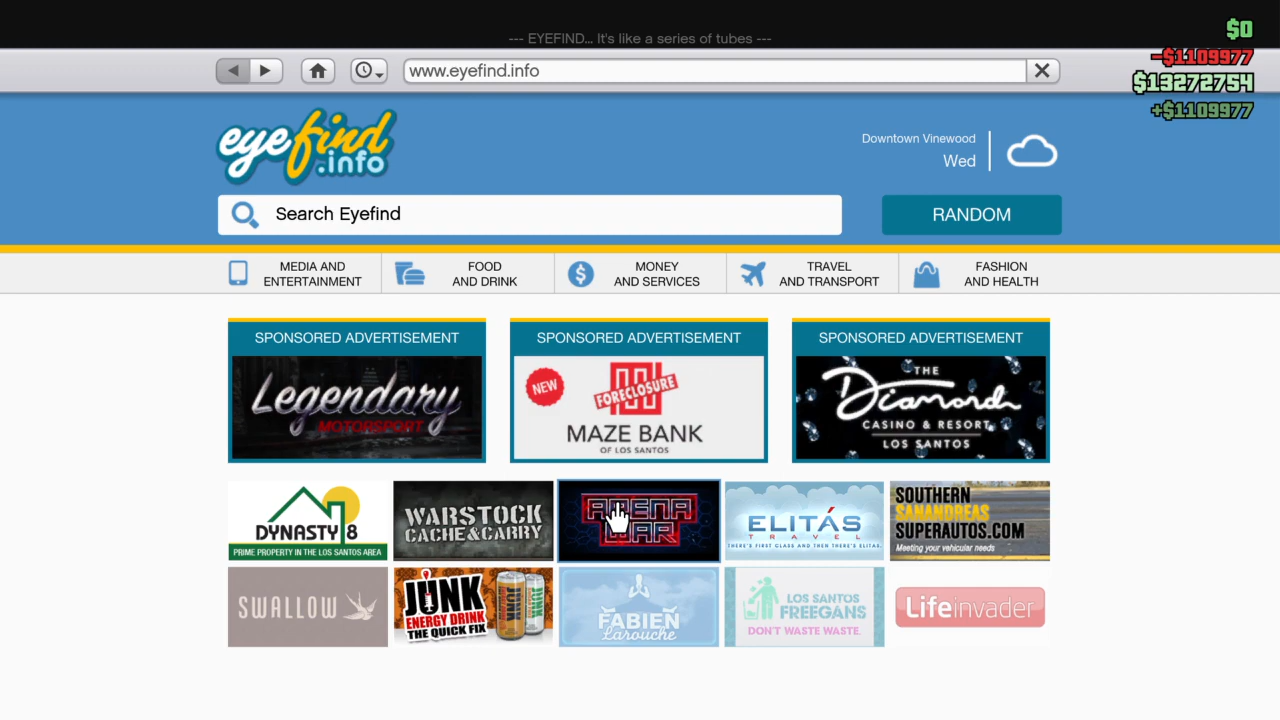 --- EYEFIND... It's like a series of tubes ---
$0
-$1109977
$13272754
+$1109977
www.eyefind.info
eyefind
.info
Downtown Vinewood
Wed
Search Eyefind
RANDOM
MEDIA AND
ENTERTAINMENT
FOOD
AND DRINK
MONEY
AND SERVICES
TRAVEL
AND TRANSPORT
FASHION
AND HEALTH
SPONSORED ADVERTISEMENT
Legendary
MOTORSPORT
SPONSORED ADVERTISEMENT
NEW
FORECLOSURE
MAZE BANK
OF LOS SANTOS
SPONSORED ADVERTISEMENT
THE
Diamond
CASINO & RESORT
LOS SANTOS
DYNASTY 8
PRIME PROPERTY IN THE LOS SANTOS AREA
WARSTOCK
CACHE & CARRY
ARENA
WAR
ELITÁS
TRAVEL
THERE'S FIRST CLASS AND THEN THERE'S ELITAS.
SOUTHERN
SANANDREAS
SUPERAUTOS.COM
Meeting your vehicular needs
SWALLOW
JUNK
ENERGY DRINK
THE QUICK FIX
JUNK
JUNK
FABIEN
Larouche
LOS SANTOS
FREEGANS
DON'T WASTE WASTE
Lifeinvader